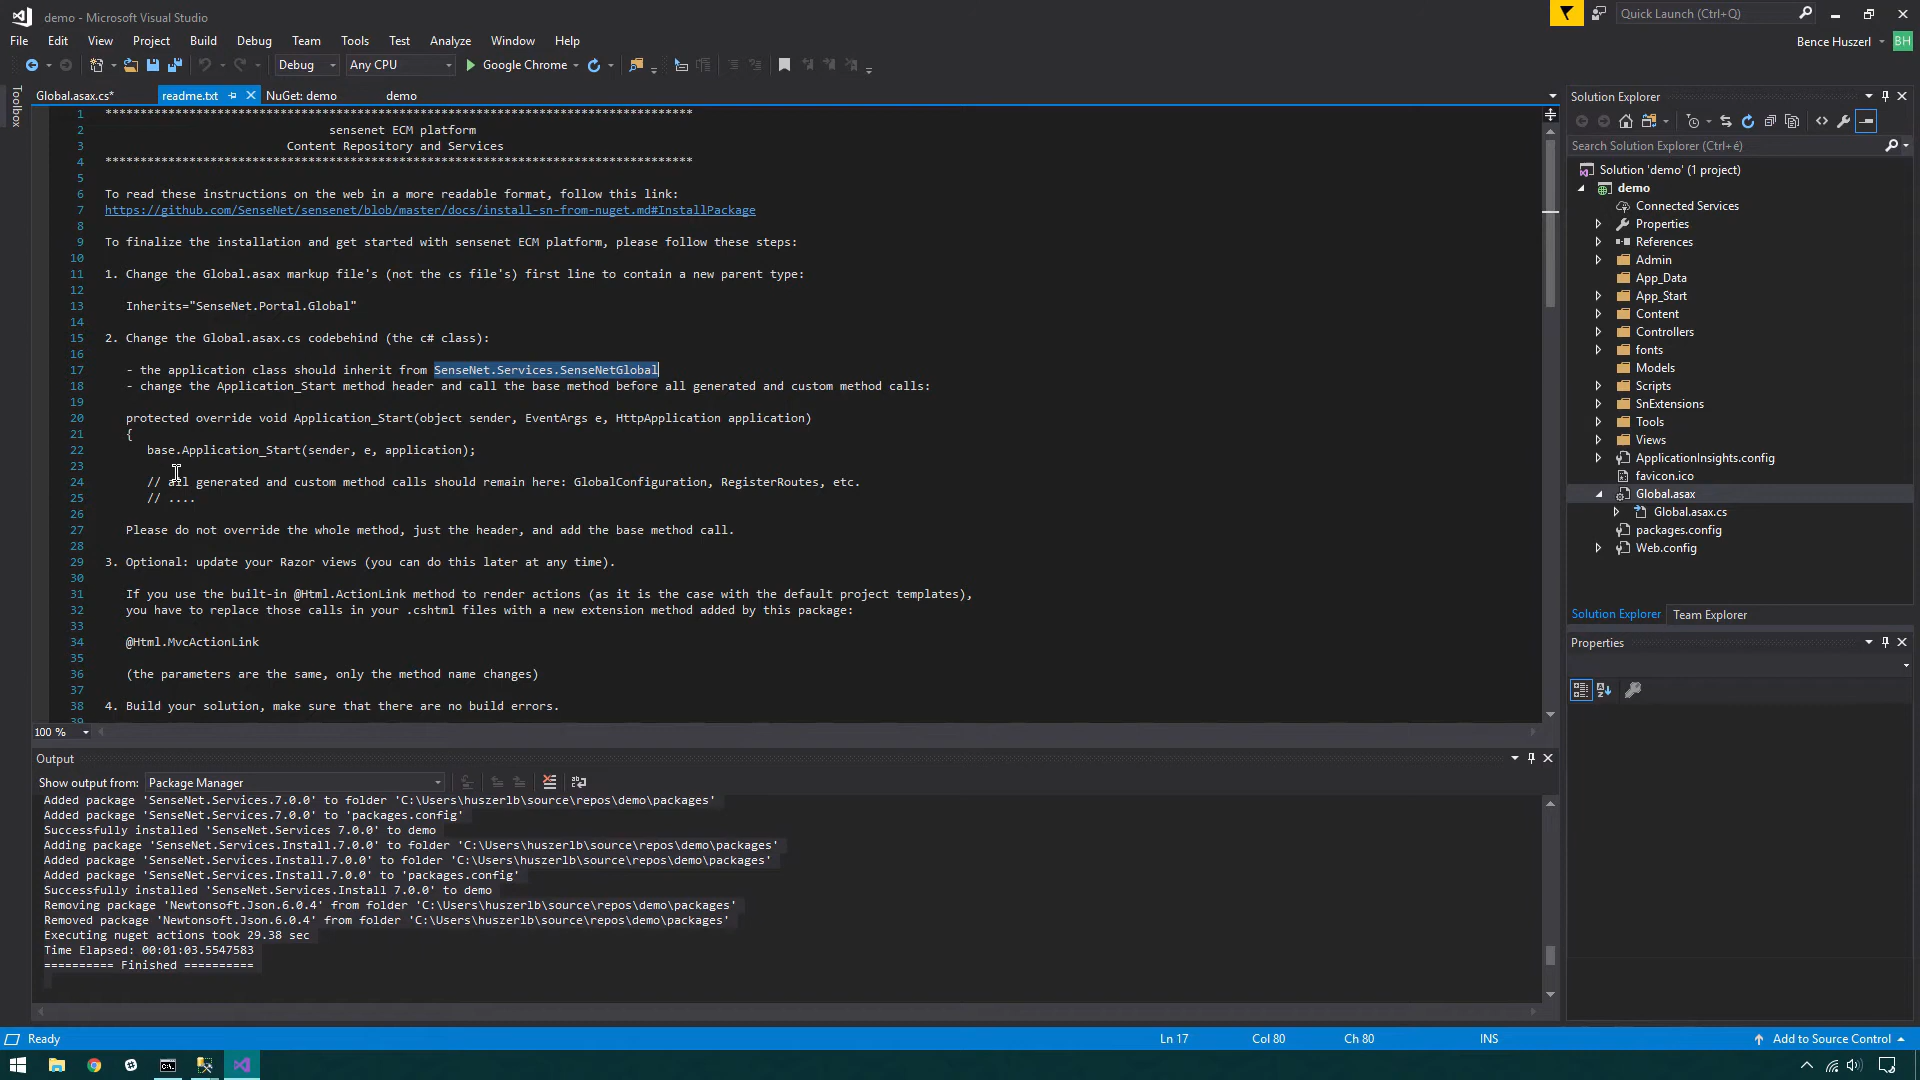 demo - Microsoft Visual Studio
Quick Launch (Ctrl+Q)
File Edit View Project Build Debug Team Tools Test Analyze Window Help
Bence Huszerl BH
Debug Any CPU Google Chrome
Toolbox
Global.asax.cs* readme.txt NuGet: demo demo
1 ************************************************************************************
2 sensenet ECM platform
3 Content Repository and Services
4 ************************************************************************************
5
6 To read these instructions on the web in a more readable format, follow this link:
7 https://github.com/SenseNet/sensenet/blob/master/docs/install-sn-from-nuget.md#InstallPackage
8
9 To finalize the installation and get started with sensenet ECM platform, please follow these steps:
10
11 1. Change the Global.asax markup file's (not the cs file's) first line to contain a new parent type:
12
13 Inherits="SenseNet.Portal.Global"
14
15 2. Change the Global.asax.cs codebehind (the c# class):
16
17 - the application class should inherit from SenseNet.Services.SenseNetGlobal
18 - change the Application_Start method header and call the base method before all generated and custom method calls:
19
20 protected override void Application_Start(object sender, EventArgs e, HttpApplication application)
21 {
22 base.Application_Start(sender, e, application);
23
24 // all generated and custom method calls should remain here: GlobalConfiguration, RegisterRoutes, etc.
25 // ....
26
27 Please do not override the whole method, just the header, and add the base method call.
28
29 3. Optional: update your Razor views (you can do this later at any time).
30
31 If you use the built-in @Html.ActionLink method to render actions (as it is the case with the default project templates),
32 you have to replace those calls in your .cshtml files with a new extension method added by this package:
33
34 @Html.MvcActionLink
35
36 (the parameters are the same, only the method name changes)
37
38 4. Build your solution, make sure that there are no build errors.
39
100 %
Output
Show output from: Package Manager
Added package 'SenseNet.Services.7.0.0' to folder 'C:\Users\huszerlb\source\repos\demo\packages'
Added package 'SenseNet.Services.7.0.0' to 'packages.config'
Successfully installed 'SenseNet.Services 7.0.0' to demo
Adding package 'SenseNet.Services.Install.7.0.0' to folder 'C:\Users\huszerlb\source\repos\demo\packages'
Added package 'SenseNet.Services.Install.7.0.0' to folder 'C:\Users\huszerlb\source\repos\demo\packages'
Added package 'SenseNet.Services.Install.7.0.0' to 'packages.config'
Successfully installed 'SenseNet.Services.Install 7.0.0' to demo
Removing package 'Newtonsoft.Json.6.0.4' from folder 'C:\Users\huszerlb\source\repos\demo\packages'
Removed package 'Newtonsoft.Json.6.0.4' from folder 'C:\Users\huszerlb\source\repos\demo\packages'
Executing nuget actions took 29.38 sec
Time Elapsed: 00:01:03.5547583
========== Finished ==========
Solution Explorer
Search Solution Explorer (Ctrl+é)
Solution 'demo' (1 project)
demo
Connected Services
Properties
References
Admin
App_Data
App_Start
Content
Controllers
fonts
Models
Scripts
SnExtensions
Tools
Views
ApplicationInsights.config
favicon.ico
Global.asax
Global.asax.cs
packages.config
Web.config
Solution Explorer Team Explorer
Properties
Ready Ln 17 Col 80 Ch 80 INS Add to Source Control